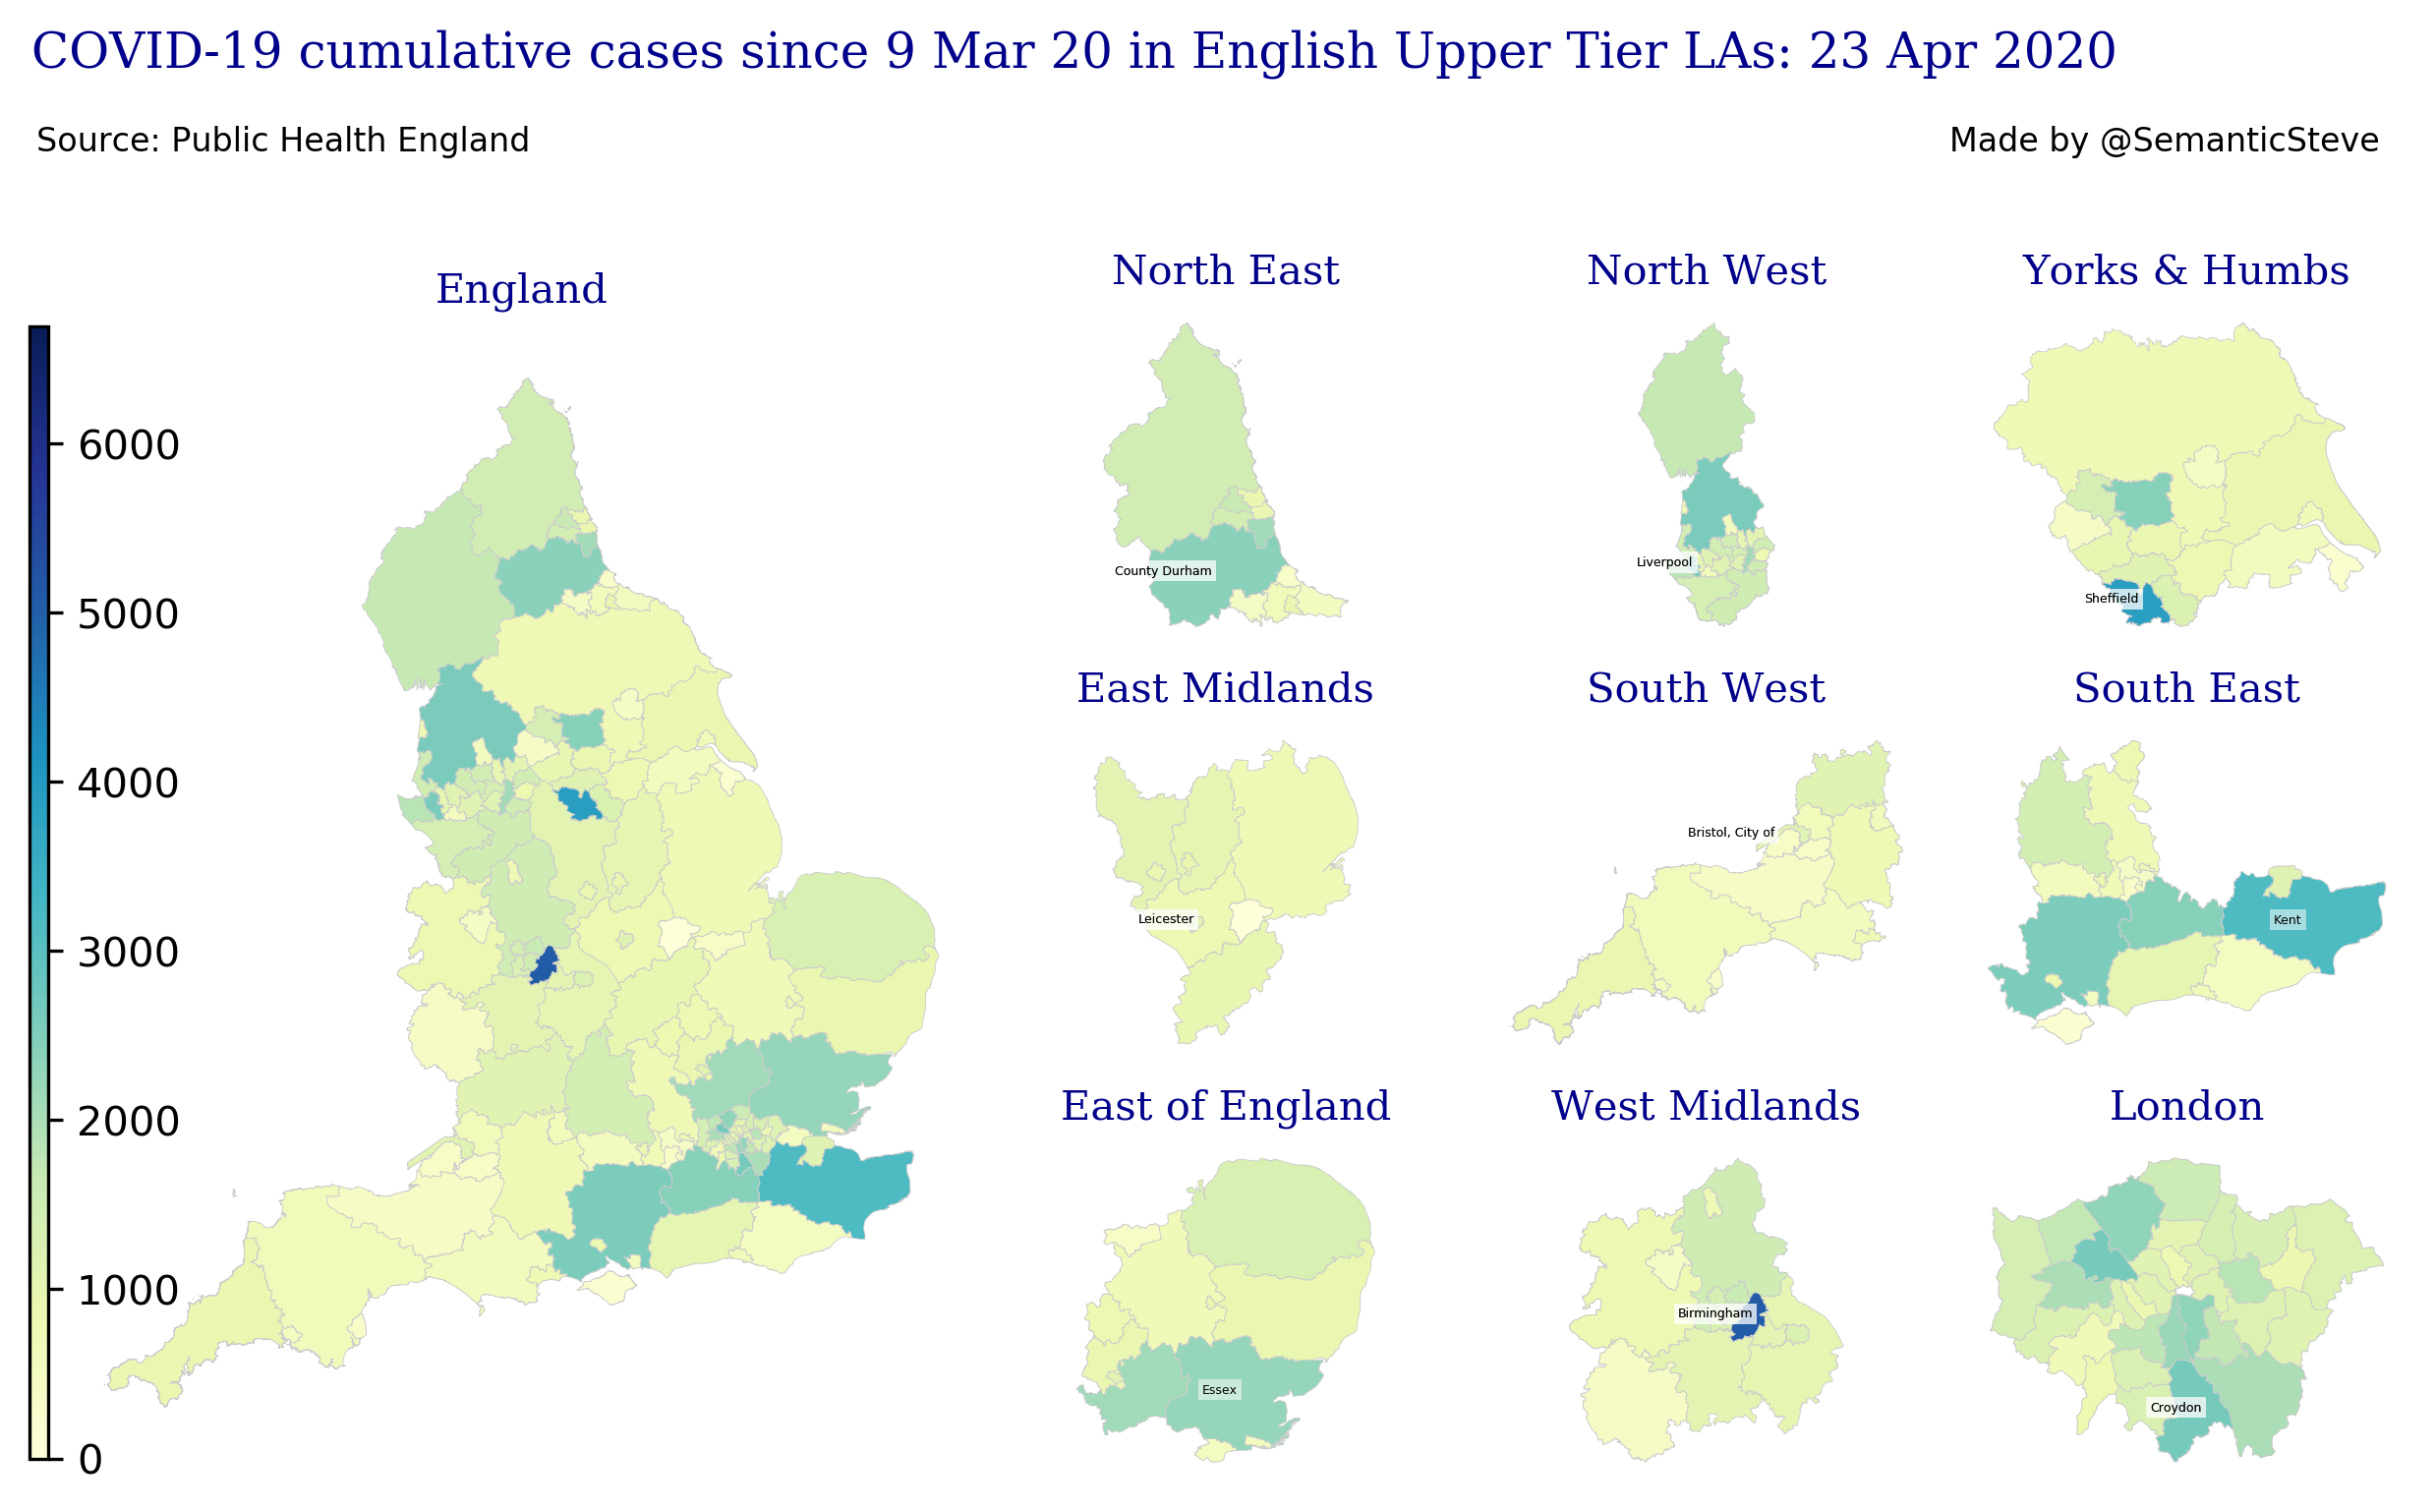 COVID-19 cumulative cases since 9 Mar 20 in English Upper Tier LAs: 23 Apr 2020
Source: Public Health England
Made by @SemanticSteve
England
6000
5000
4000
3000
2000
1000
0
North East
County Durham
North West
Liverpool
Yorks & Humbs
Sheffield
East Midlands
Leicester
South West
Bristol, City of
South East
Kent
East of England
Essex
West Midlands
Birmingham
London
Croydon